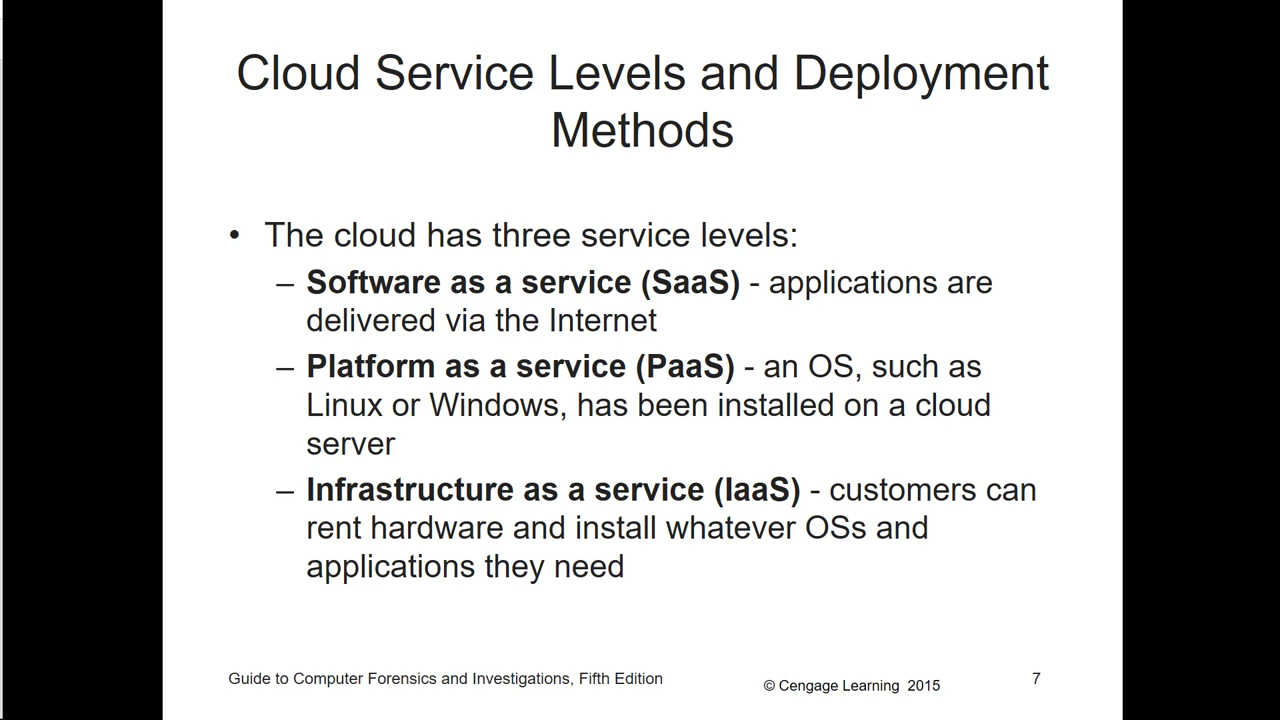 Cloud Service Levels and Deployment
Methods
• The cloud has three service levels:
– Software as a service (SaaS) - applications are
delivered via the Internet
– Platform as a service (PaaS) - an OS, such as
Linux or Windows, has been installed on a cloud
server
– Infrastructure as a service (IaaS) - customers can
rent hardware and install whatever OSs and
applications they need
Guide to Computer Forensics and Investigations, Fifth Edition
© Cengage Learning 2015
7